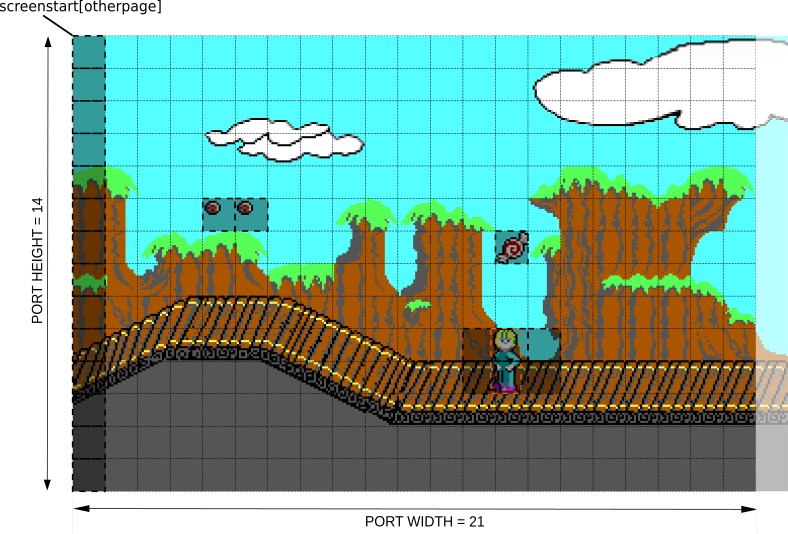 screenstart[otherpage]
PORT HEIGHT = 14
PORT WIDTH = 21